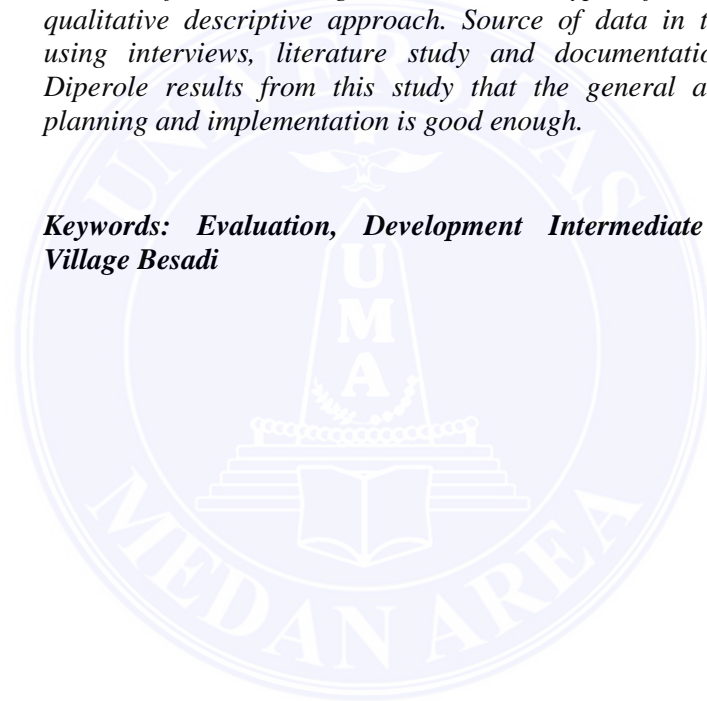 qualitative descriptive approach. Source of data in
using interviews, literature study and
Diperole results from this study that the general
planning and implementation is good enough.
Keywords: Evaluation, Development Intermediate
Village Besadi
UNIVERSITAS
UMA
MEDAN AREA